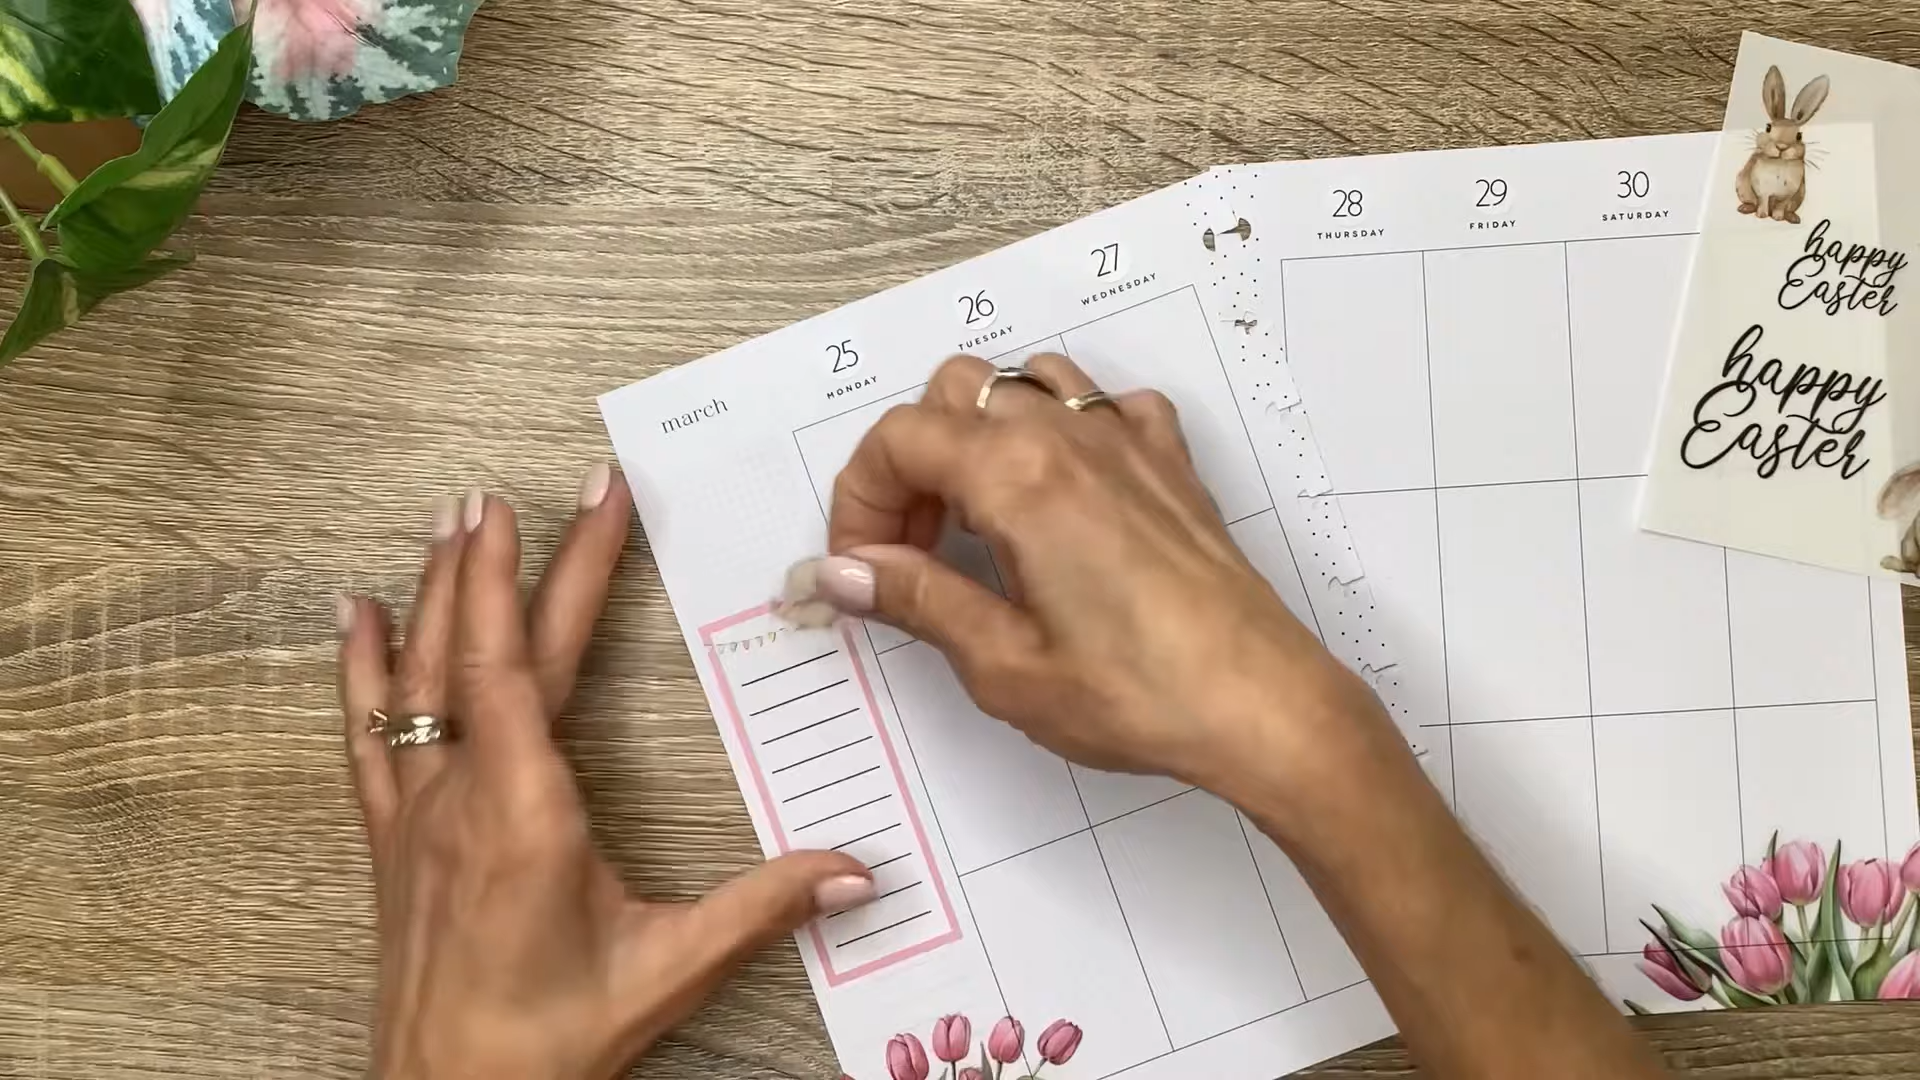 march
25
MONDAY
26
TUESDAY
27
WEDNESDAY
28
THURSDAY
29
FRIDAY
30
SATURDAY
happy
Easter
happy
Easter